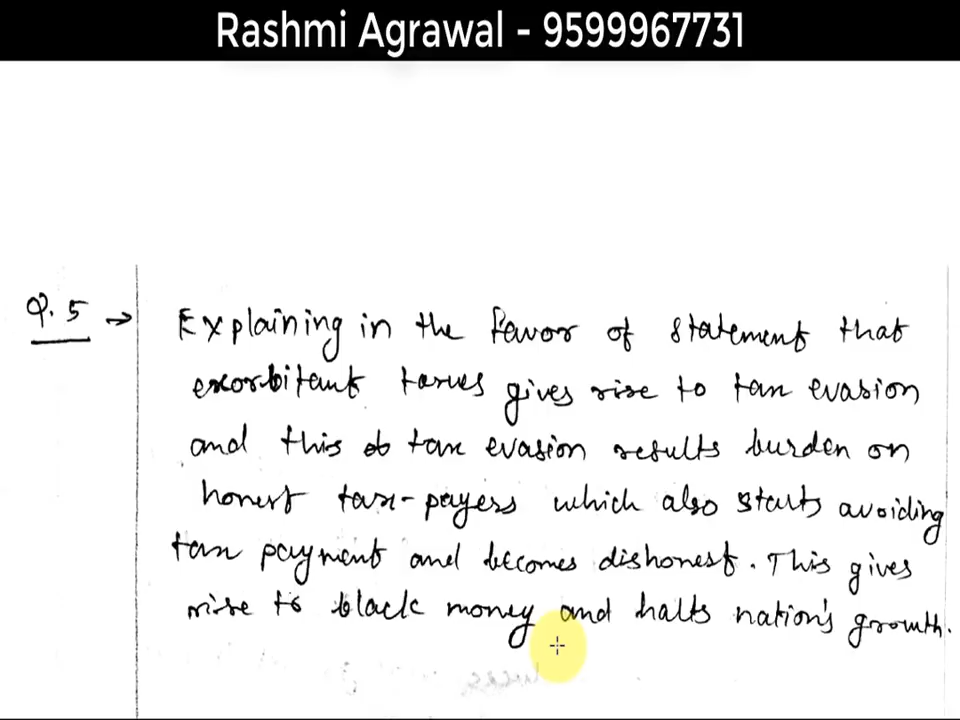 Rashmi Agrawal - 9599967731
Q. 5 → Explaining in the favor of statement that
exorbitant taxes gives rise to tax evasion
and this tax evasion results burden on
honest tax-payers which also starts avoiding
tax payment and becomes dishonest. This gives
rise to black money and halts nation's growth.